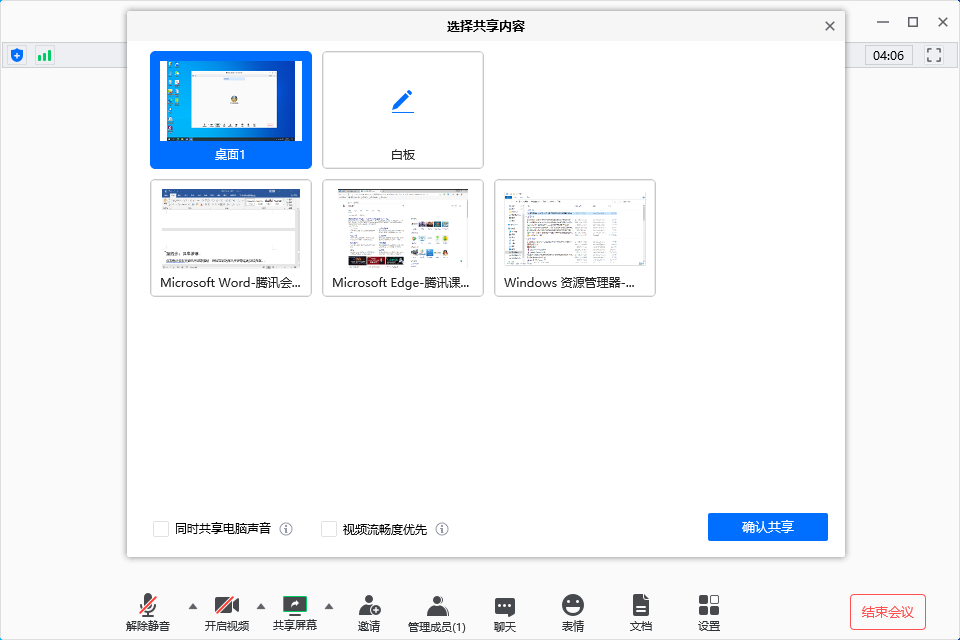 选择共享内容
04:06
桌面1
白板
Microsoft Word-腾讯会...
Microsoft Edge-腾讯课...
Windows 资源管理器-...
同时共享电脑声音
视频流畅度优先
确认共享
解除静音
开启视频
共享屏幕
邀请
管理成员(1)
聊天
表情
文档
设置
结束会议